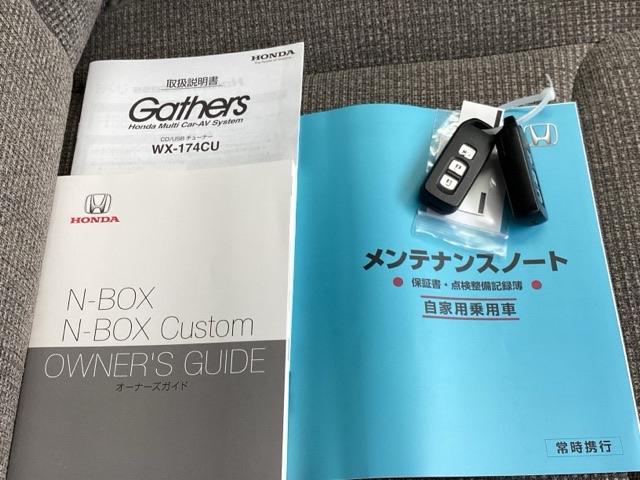 HONDA
取扱説明書
Gathers
Honda Multi Car-AV System
CD/USB チューナー
WX-174CU
HONDA
N-BOX
N-BOX Custom
OWNER'S GUIDE
オーナーズガイド
メンテナンスノート
保証書・点検整備記録簿
自家用乗用車
常時携行